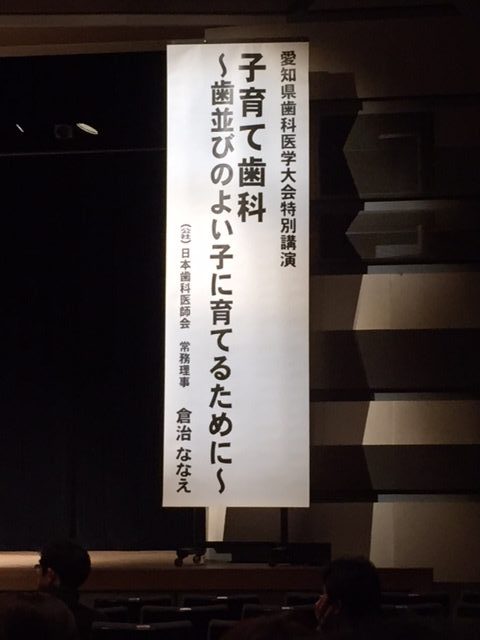 愛知県歯科医学大会特別講演
子育て歯科
～歯並びのよい子に育てるために～
(公社)日本歯科医師会 常務理事 倉治 ななえ